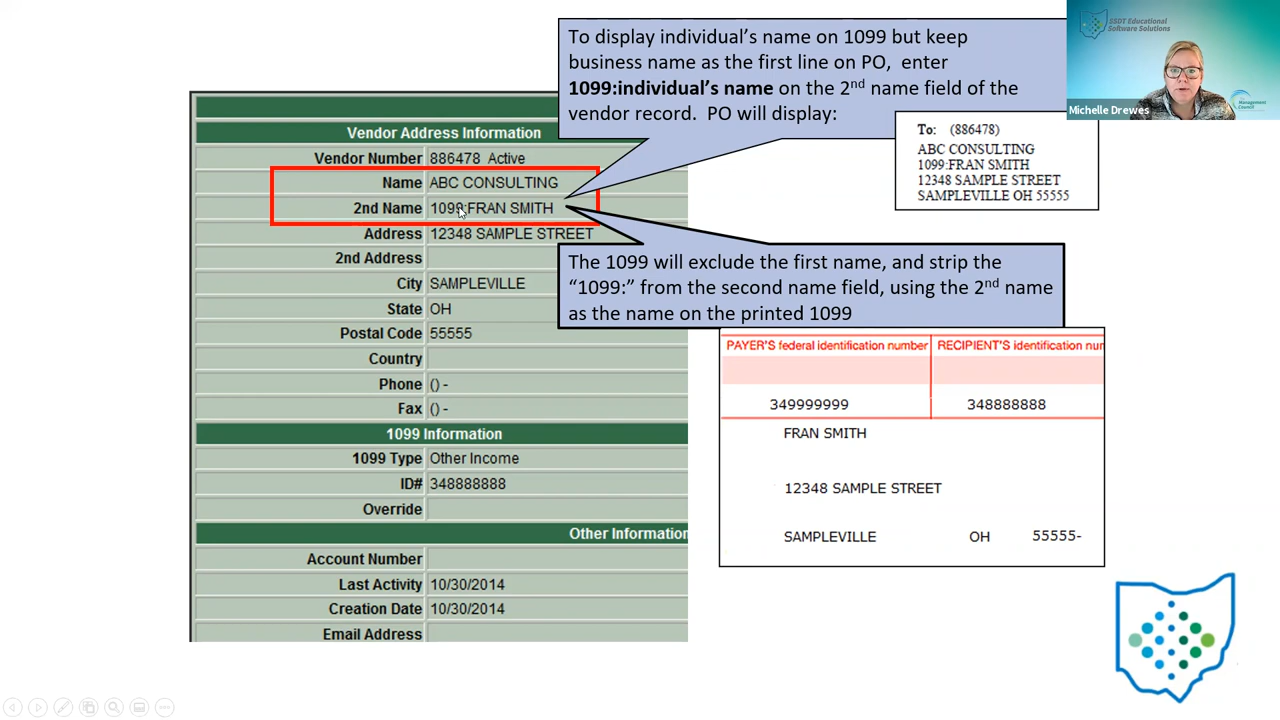 To display individual's name on 1099 but keep
business name as the first line on PO, enter
1099:individual's name on the 2nd name field of the
vendor record. PO will display:
SSDT Educational
Software Solutions
Management
Council
Michelle Drewes
To: (886478)
ABC CONSULTING
1099:FRAN SMITH
12348 SAMPLE STREET
SAMPLEVILLE OH 55555
Vendor Address Information
Vendor Number 886478 Active
Name ABC CONSULTING
2nd Name 1099:FRAN SMITH
Address 12348 SAMPLE STREET
2nd Address
City SAMPLEVILLE
State OH
Postal Code 55555
Country
Phone () -
Fax () -
1099 Information
1099 Type Other Income
ID# 348888888
Override
Other Information
Account Number
Last Activity 10/30/2014
Creation Date 10/30/2014
Email Address
The 1099 will exclude the first name, and strip the
"1099:" from the second name field, using the 2nd name
as the name on the printed 1099
PAYER'S federal identification number RECIPIENT'S identification num
349999999 348888888
FRAN SMITH
12348 SAMPLE STREET
SAMPLEVILLE OH 55555-